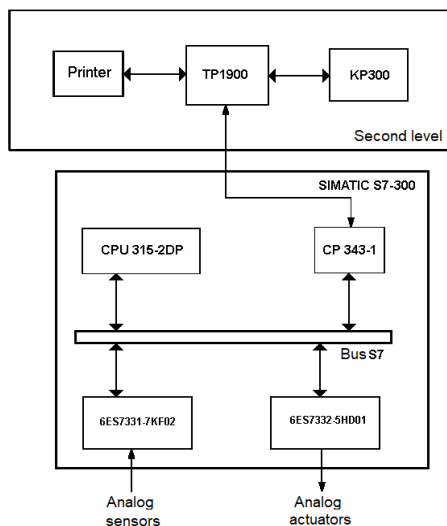 Printer
TP1900
KP300
Second level
SIMATIC S7-300
CPU 315-2DP
CP 343-1
Bus S7
6ES7331-7KF02
6ES7332-5HD01
Analog
sensors
Analog
actuators